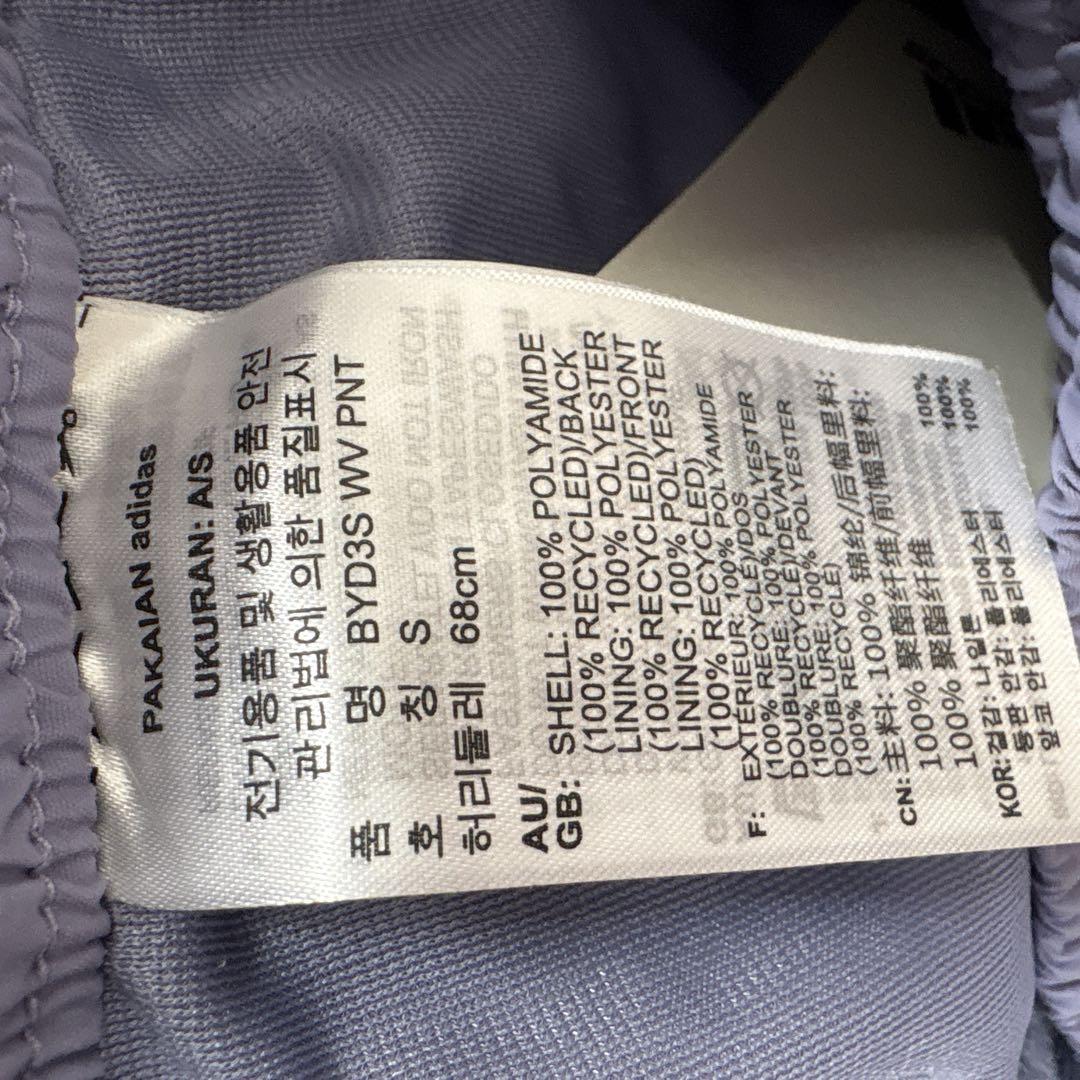 PAKAIAN adidas
UKURAN: A/S
전기용품 및 생활용품 안전
관리법에 의한 품질표시
품 명 BYD3S WV PNT
호 칭 S
허리둘레 68cm
AU/
GB: SHELL: 100% POLYAMIDE
(100% RECYCLED)/BACK
LINING: 100% POLYESTER
(100% RECYCLED)/FRONT
LINING: 100% POLYESTER
(100% RECYCLED)
F: EXTÉRIEUR: 100% POLYAMIDE
(100% RECYCLE)/DOS
DOUBLURE: 100% POLYESTER
(100% RECYCLE)/DEVANT
DOUBLURE: 100% POLYESTER
(100% RECYCLE)
CN: 主料: 100% 锦纶/后幅里料:
100% 聚酯纤维/前幅里料:
100% 聚酯纤维
KOR: 겉감: 나일론 100%
등판 안감: 폴리에스터 100%
앞코 안감: 폴리에스터 100%